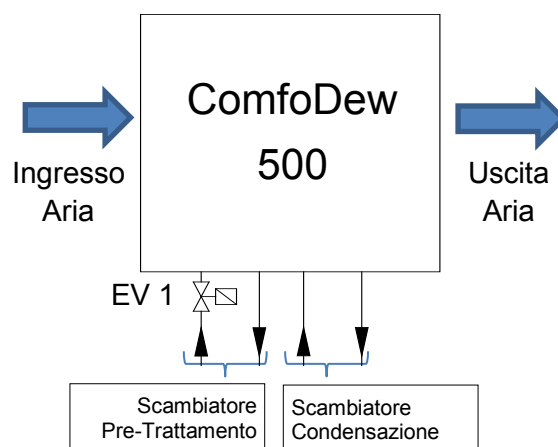 ComfoDew
500
Ingresso
Aria
Uscita
Aria
EV 1
Scambiatore
Pre-Trattamento
Scambiatore
Condensazione